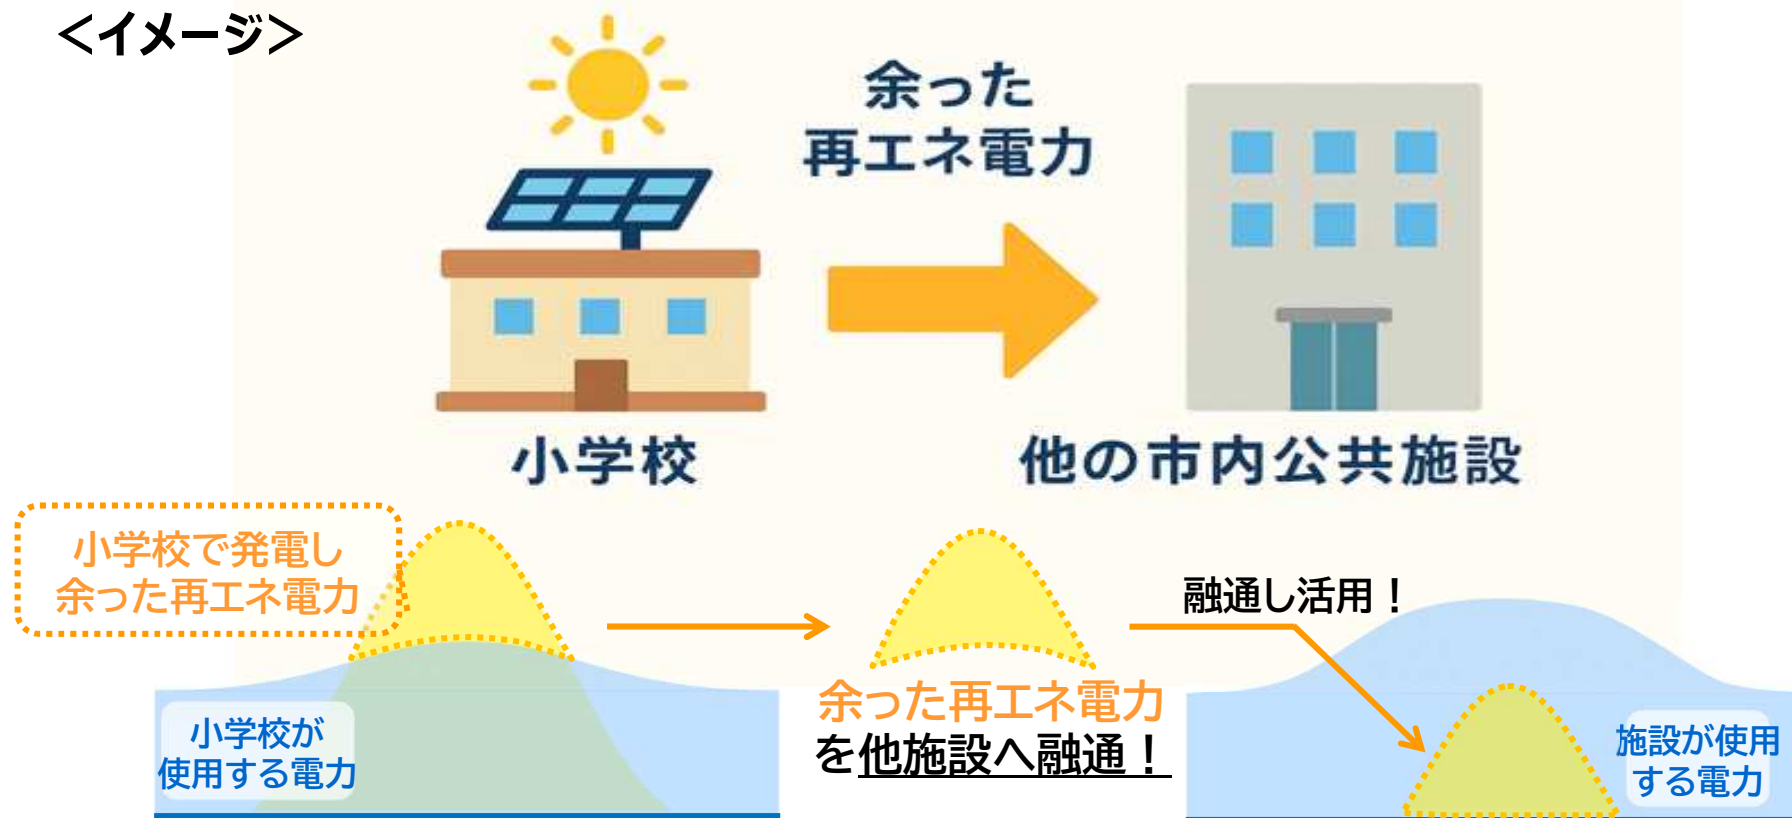 ＜イメージ＞
余った
再エネ電力
小学校
他の市内公共施設
小学校で発電し
余った再エネ電力
融通し活用！
小学校が
使用する電力
余った再エネ電力
を他施設へ融通！
施設が使用
する電力